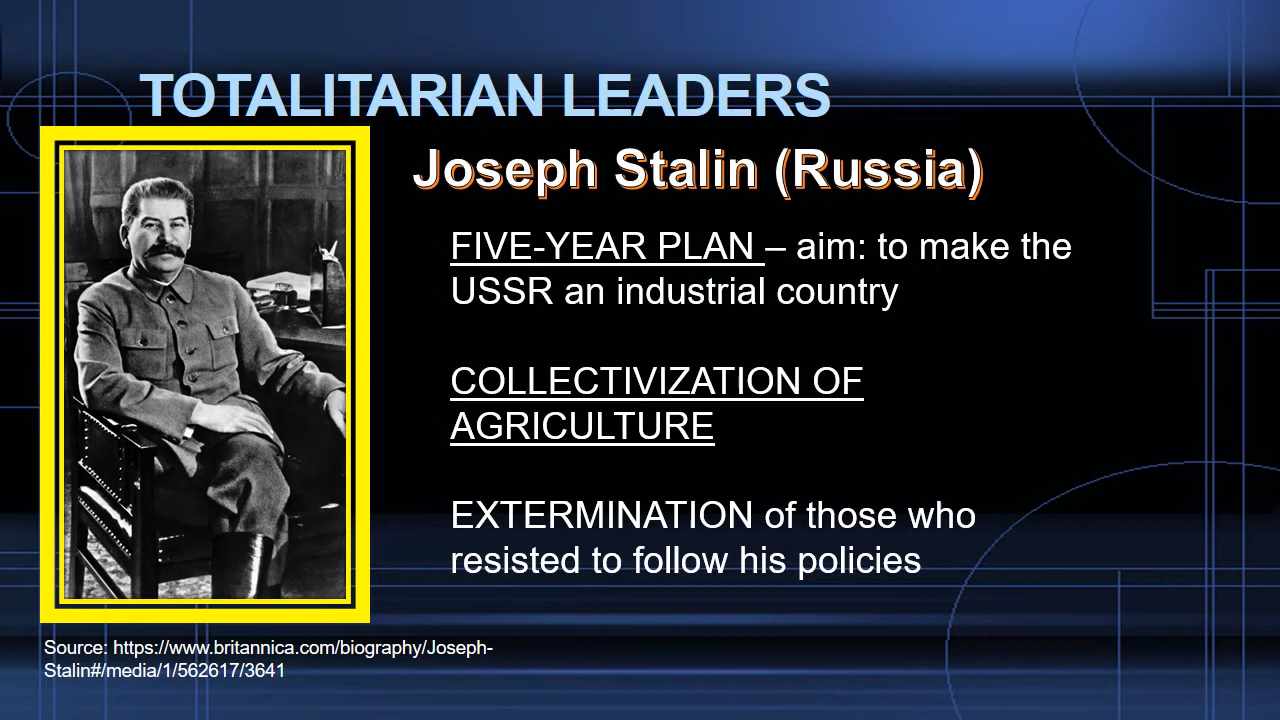 TOTALITARIAN LEADERS
Joseph Stalin (Russia)
FIVE-YEAR PLAN – aim: to make the
USSR an industrial country
COLLECTIVIZATION OF
AGRICULTURE
EXTERMINATION of those who
resisted to follow his policies
Source: https://www.britannica.com/biography/Joseph-
Stalin#/media/1/562617/3641